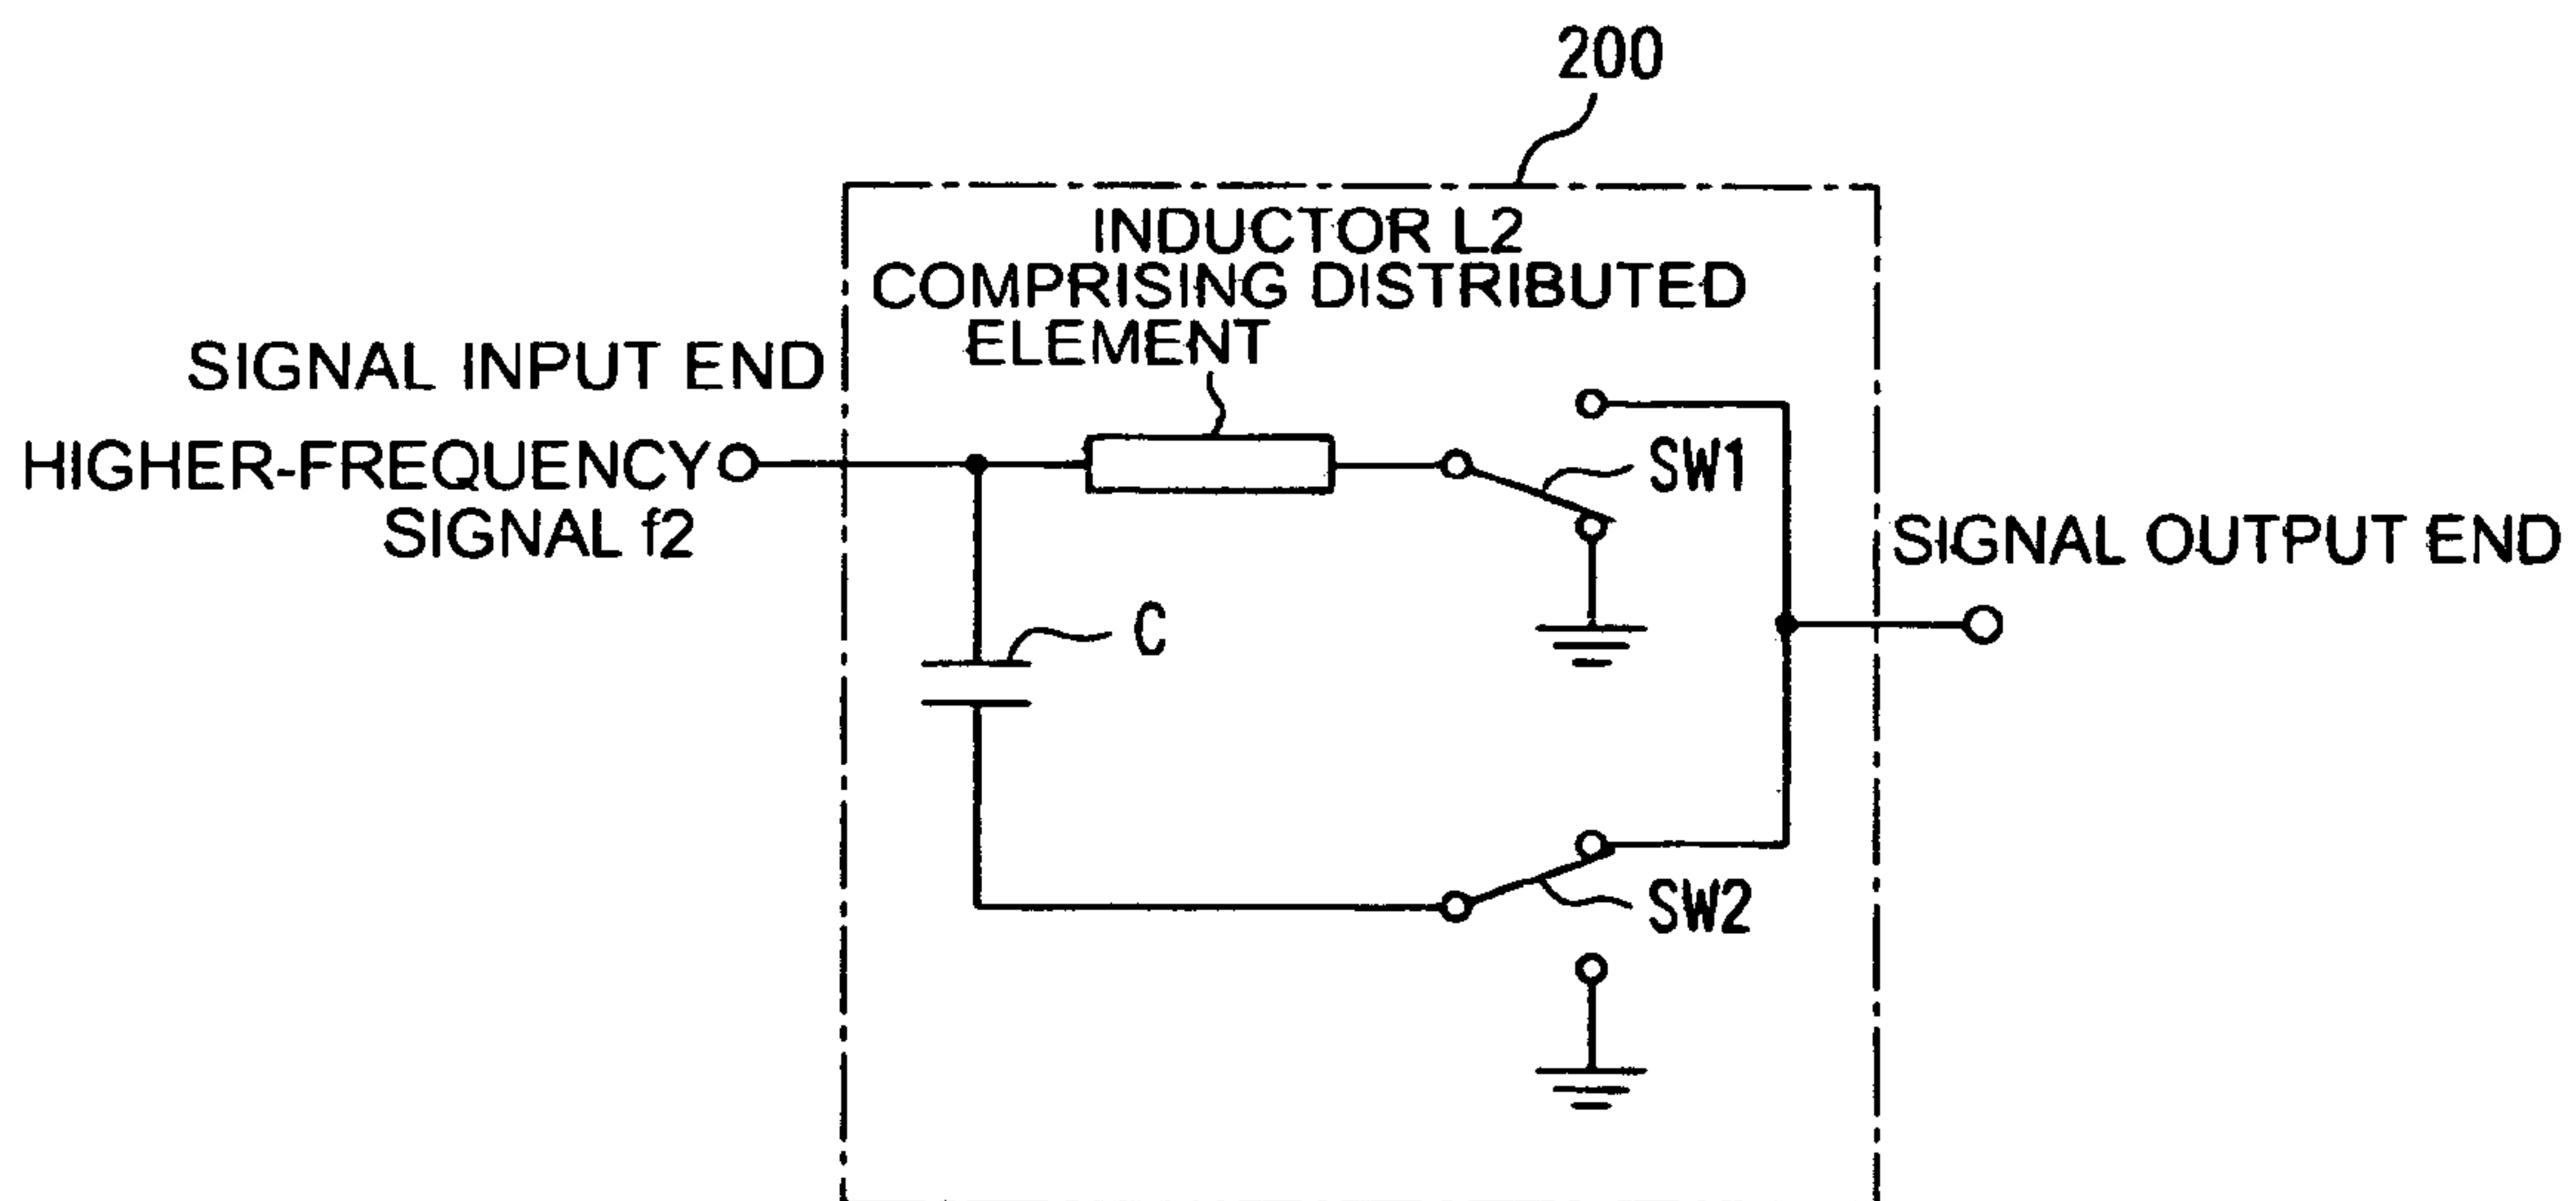 200
INDUCTOR L2
COMPRISING DISTRIBUTED
ELEMENT
SIGNAL INPUT END
HIGHER-FREQUENCY
SIGNAL f2
SW1
SIGNAL OUTPUT END
C
SW2